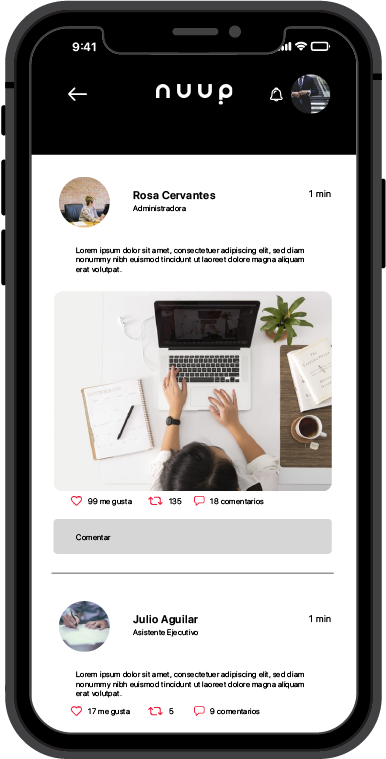 9:41
nuup
Rosa Cervantes
1 min
Administradora
Lorem ipsum dolor sit amet, consectetuer adipiscing elit, sed diam
nonummy nibh euismod tincidunt ut laoreet dolore magna aliquam
erat volutpat.
99 me gusta
135
18 comentarios
Comentar
Julio Aguilar
1 min
Asistente Ejecutivo
Lorem ipsum dolor sit amet, consectetuer adipiscing elit, sed diam
nonummy nibh euismod tincidunt ut laoreet dolore magna aliquam
erat volutpat.
17 me gusta
5
9 comentarios